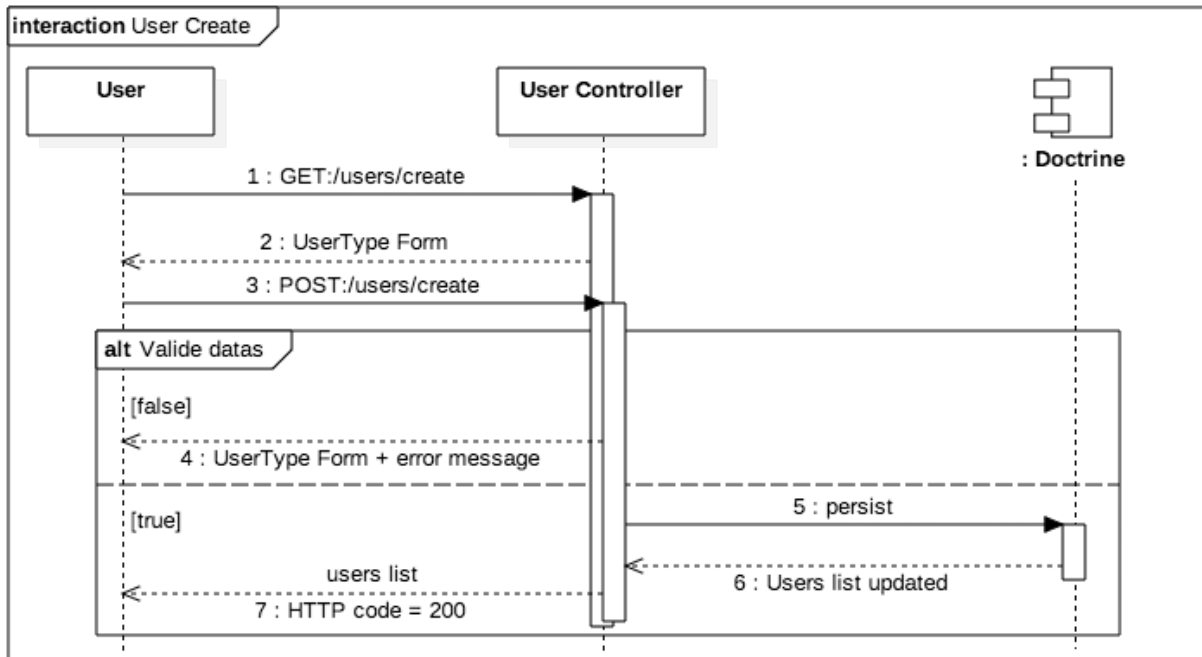 interaction User Create
User
User Controller
: Doctrine
1 : GET:/users/create
2 : UserType Form
3 : POST:/users/create
alt Valide datas
[false]
4 : UserType Form + error message
[true]
5 : persist
6 : Users list updated
users list
7 : HTTP code = 200